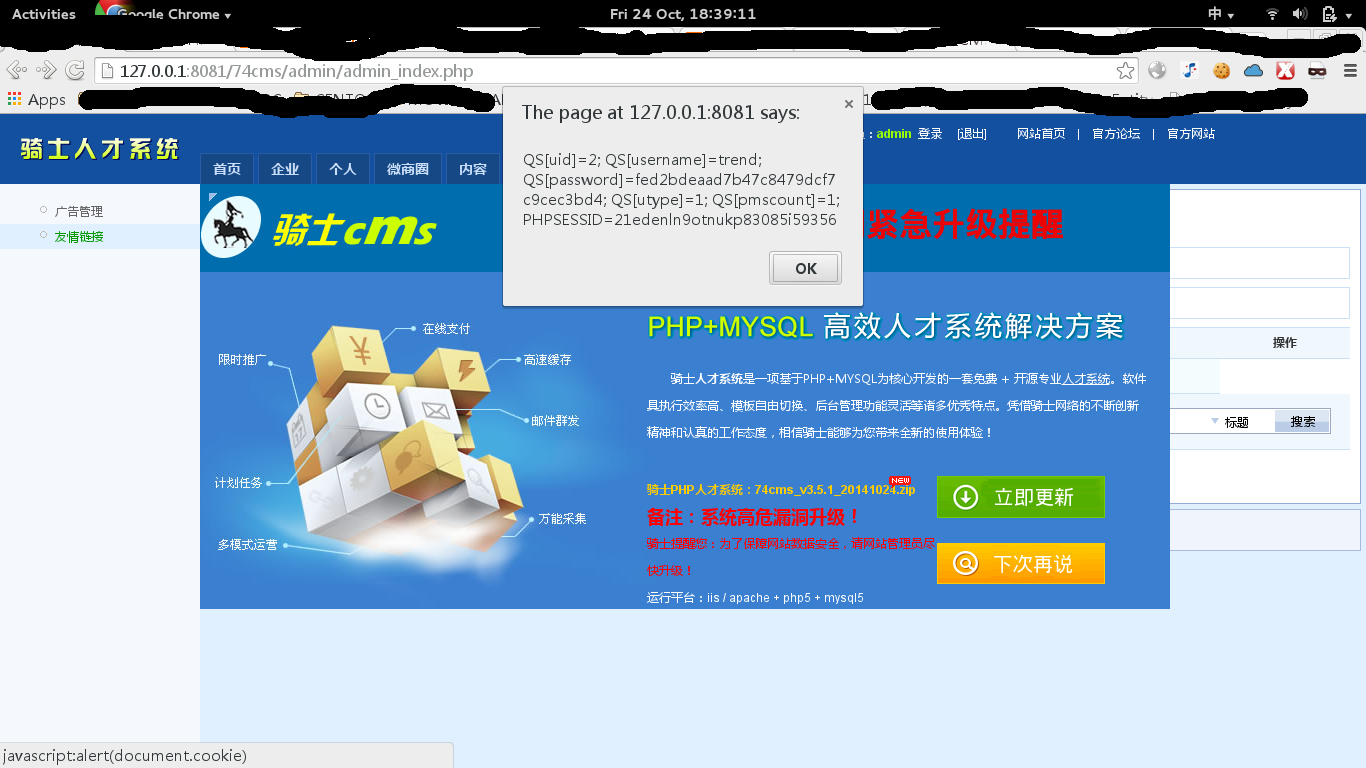 Activities Google Chrome Fri 24 Oct, 18:39:11 中
127.0.0.1:8081/74cms/admin/admin_index.php
Apps
The page at 127.0.0.1:8081 says: ×
QS[uid]=2; QS[username]=trend;
QS[password]=fed2bdeaad7b47c8479dcf7
c9cec3bd4; QS[utype]=1; QS[pmscount]=1;
PHPSESSID=21edenln9otnukp83085i59356
OK
骑士人才系统
admin 登录 [退出] 网站首页 | 官方论坛 | 官方网站
首页 企业 个人 微商圈 内容
广告管理
友情链接
骑士cms
紧急升级提醒
在线支付
限时推广
高速缓存
邮件群发
计划任务
万能采集
多模式运营
PHP+MYSQL 高效人才系统解决方案
骑士人才系统是一项基于PHP+MYSQL为核心开发的一套免费 + 开源专业人才系统。软件
具执行效率高、模板自由切换、后台管理功能灵活等诸多优秀特点。凭借骑士网络的不断创新
精神和认真的工作态度，相信骑士能够为您带来全新的使用体验！
NEW
骑士PHP人才系统：74cms_v3.5.1_20141024.zip
备注：系统高危漏洞升级！
骑士提醒您：为了保障网站数据安全，请网站管理员尽
快升级！
运行平台：iis / apache + php5 + mysql5
立即更新
下次再说
操作
标题 搜索
javascript:alert(document.cookie)